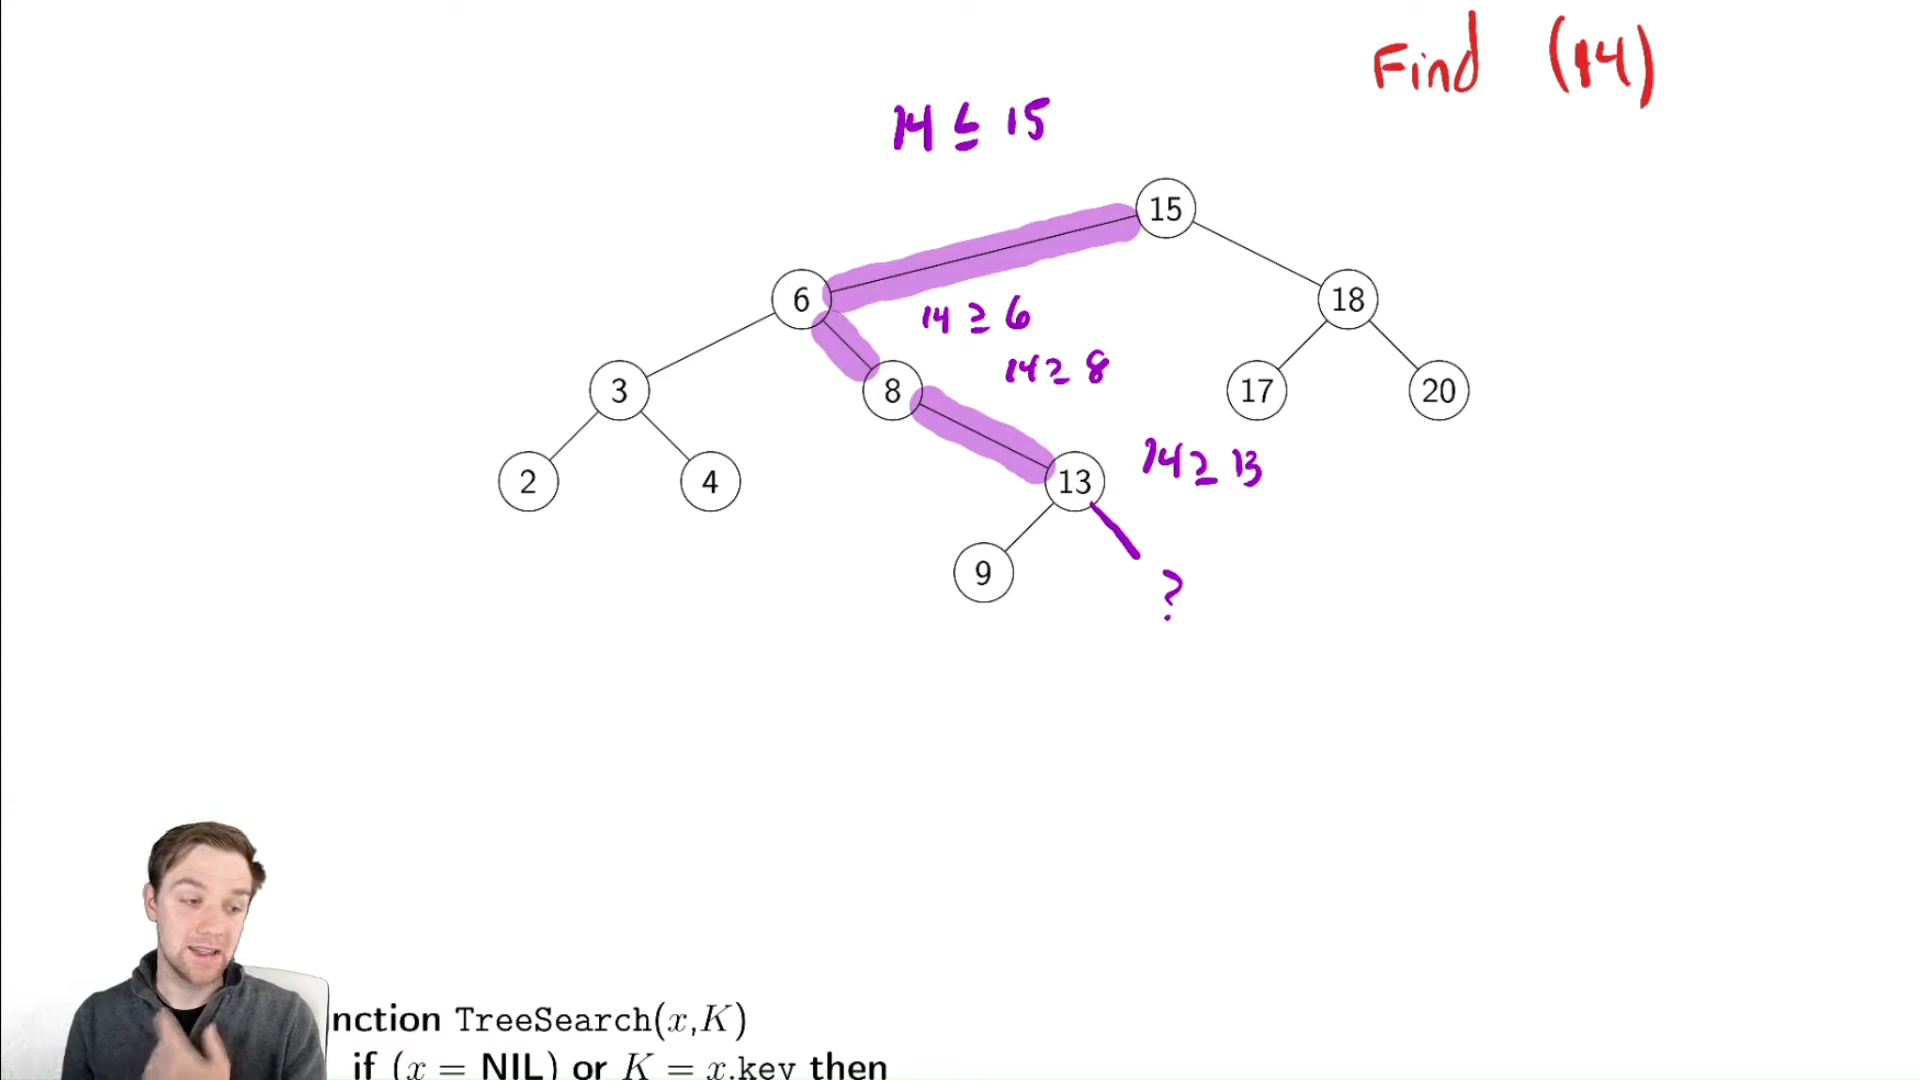 Find (14)
14 ≤ 15
15
6
18
14 ≥ 6
14 ≥ 8
3
8
17
20
14 ≥ 13
2
4
13
9
?
nction TreeSearch(x,K)
if (x = NIL) or K = x.key then